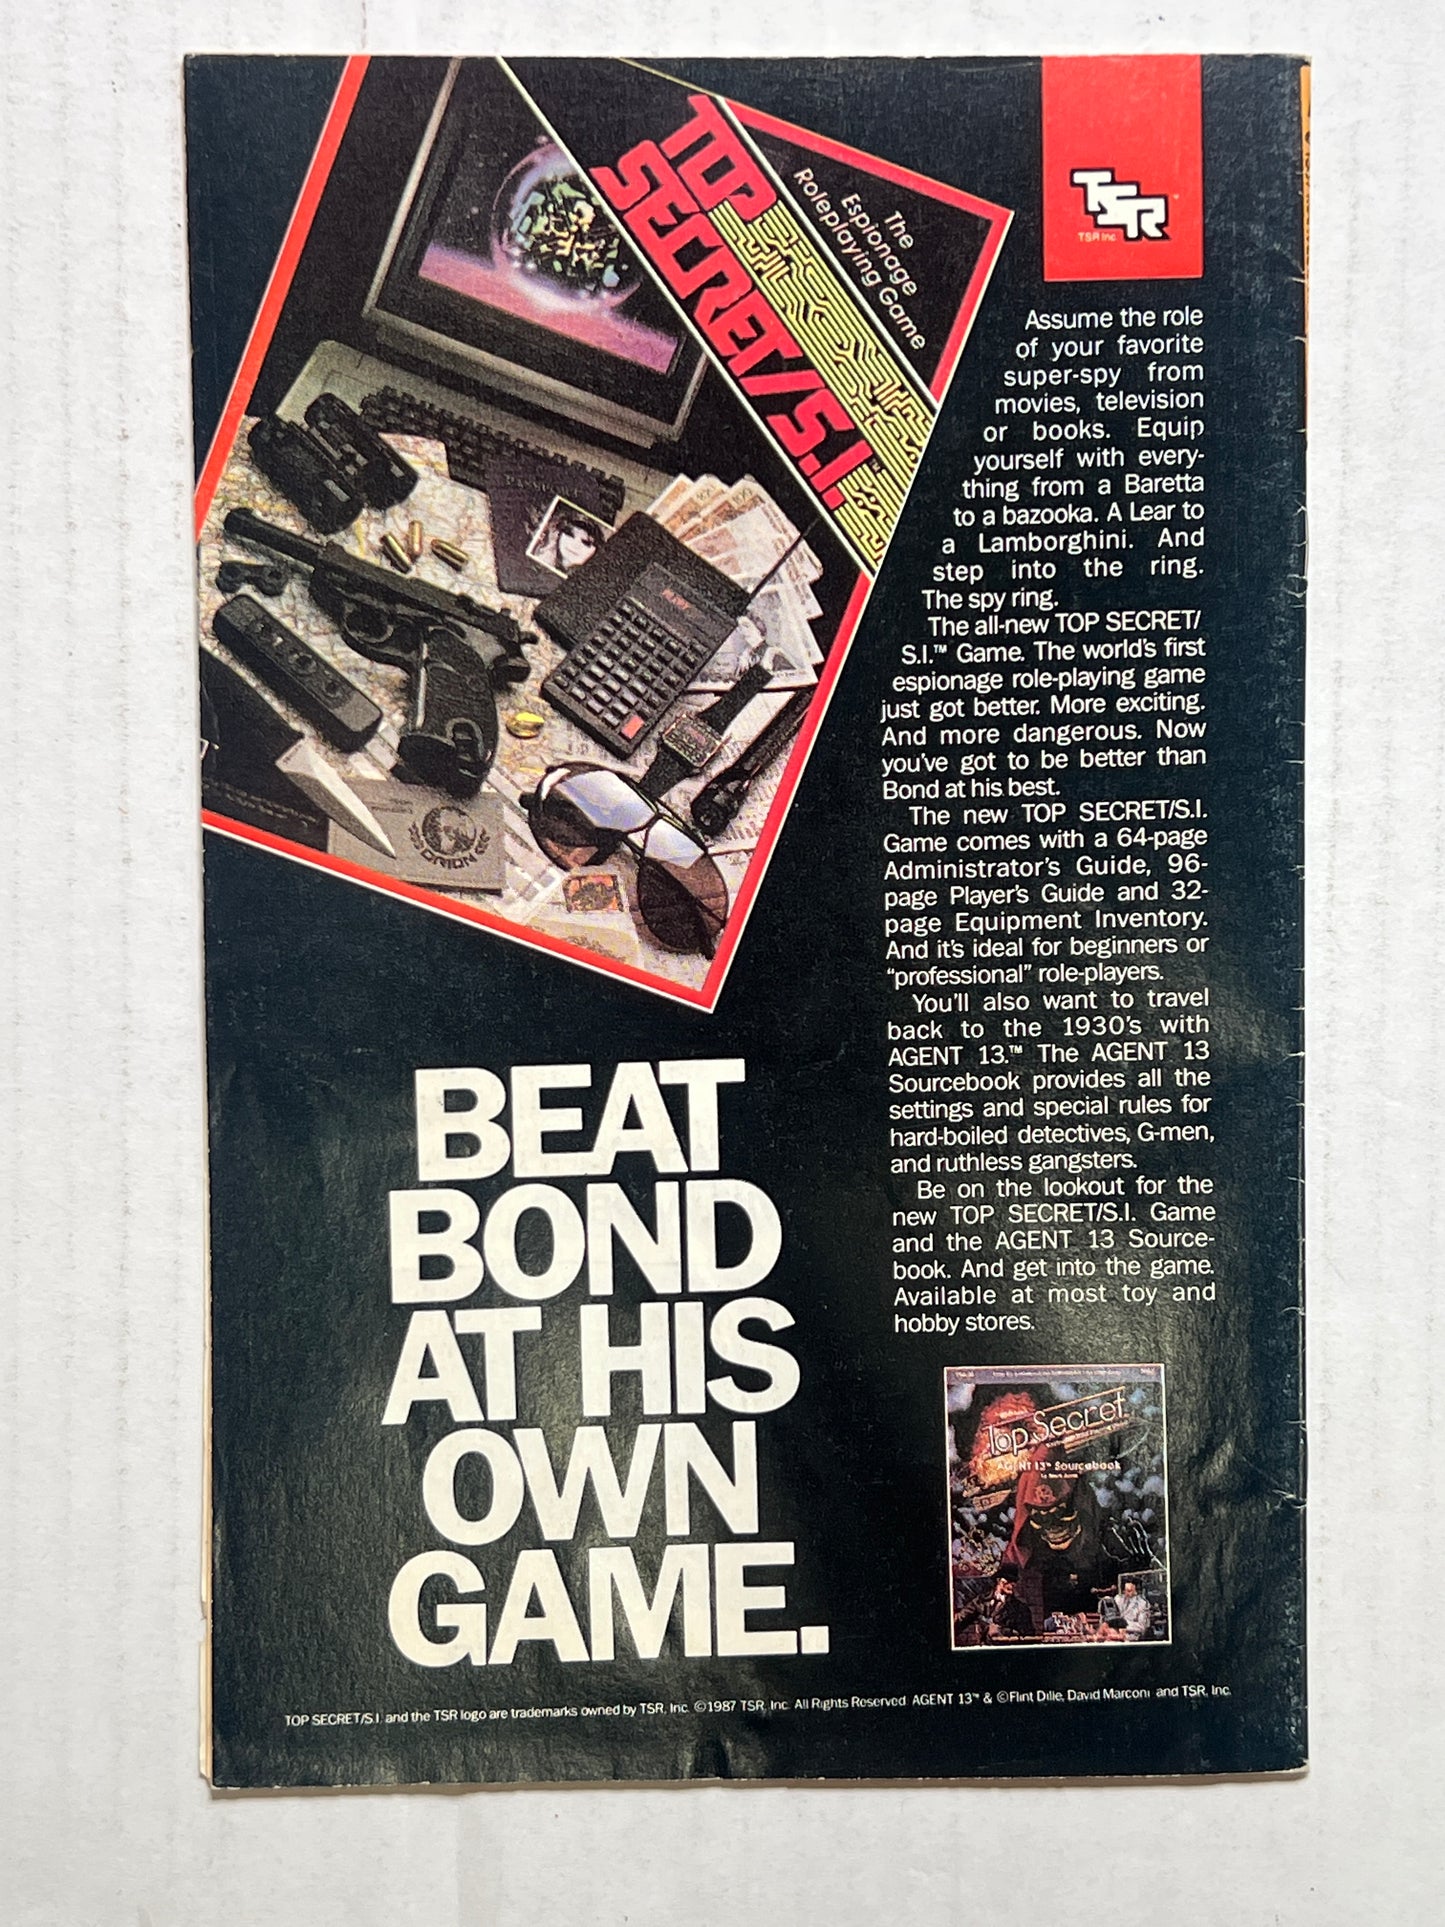 TOP
SECRET/S.I.™
The
Espionage
Roleplaying Game
TSR
TSR Inc.
PASSPORT
ORION
Assume the role
of your favorite
super-spy from
movies, television
or books. Equip
yourself with every-
thing from a Baretta
to a bazooka. A Lear to
a Lamborghini. And
step into the ring.
The spy ring.
The all-new TOP SECRET/
S.I.™ Game. The world's first
espionage role-playing game
just got better. More exciting.
And more dangerous. Now
you've got to be better than
Bond at his best.
The new TOP SECRET/S.I.
Game comes with a 64-page
Administrator's Guide, 96-
page Player's Guide and 32-
page Equipment Inventory.
And it's ideal for beginners or
“professional” role-players.
You'll also want to travel
back to the 1930's with
AGENT 13.™ The AGENT 13
Sourcebook provides all the
settings and special rules for
hard-boiled detectives, G-men,
and ruthless gangsters.
Be on the lookout for the
new TOP SECRET/S.I. Game
and the AGENT 13 Source-
book. And get into the game.
Available at most toy and
hobby stores.
BEAT
BOND
AT HIS
OWN
GAME.
Top Secret
AGENT 13™ Sourcebook
TOP SECRET/S.I. and the TSR logo are trademarks owned by TSR, Inc. ©1987 TSR, Inc. All Rights Reserved. AGENT 13™ & ©Flint Dille, David Marconi and TSR, Inc.